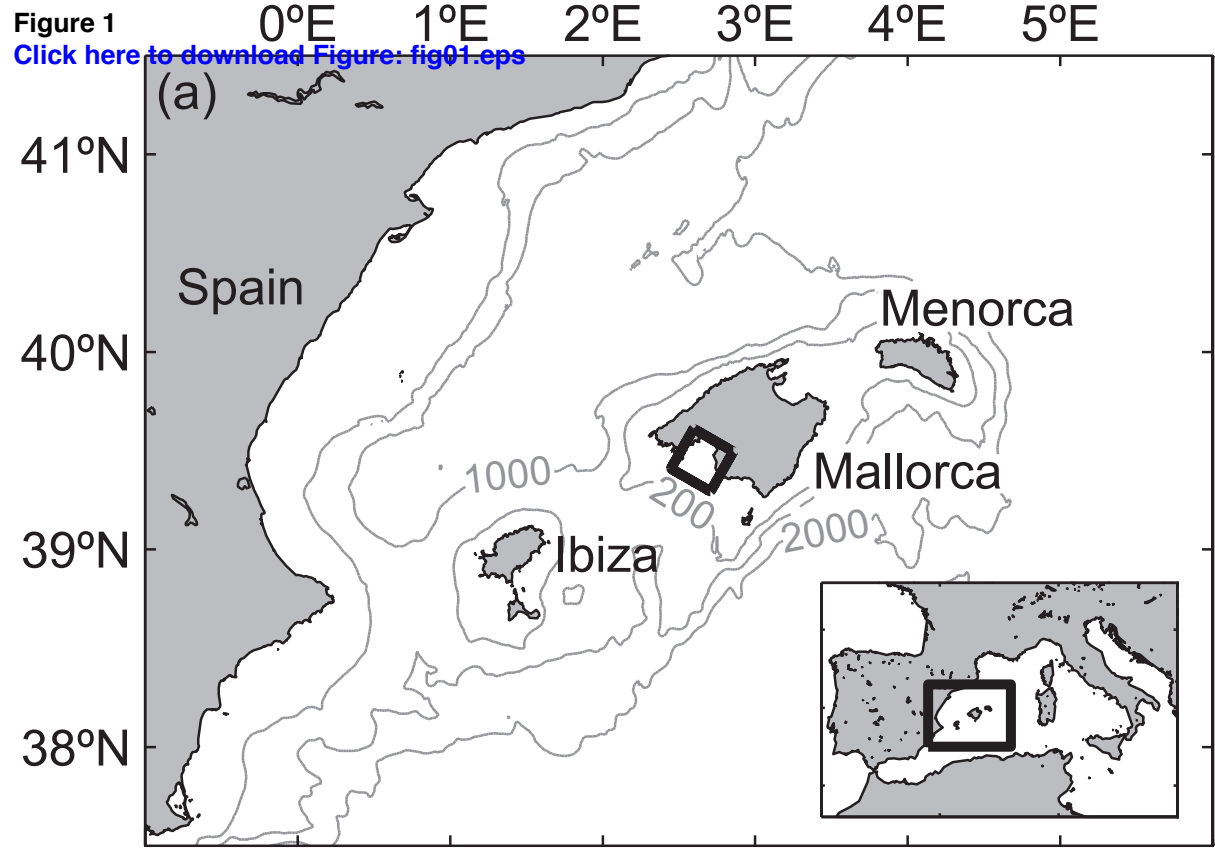 Figure 1
Click here to download Figure: fig01.eps
0ºE 1ºE 2ºE 3ºE 4ºE 5ºE
(a)
41ºN
Spain
Menorca
40ºN
1000
Mallorca
200
2000
39ºN
Ibiza
38ºN